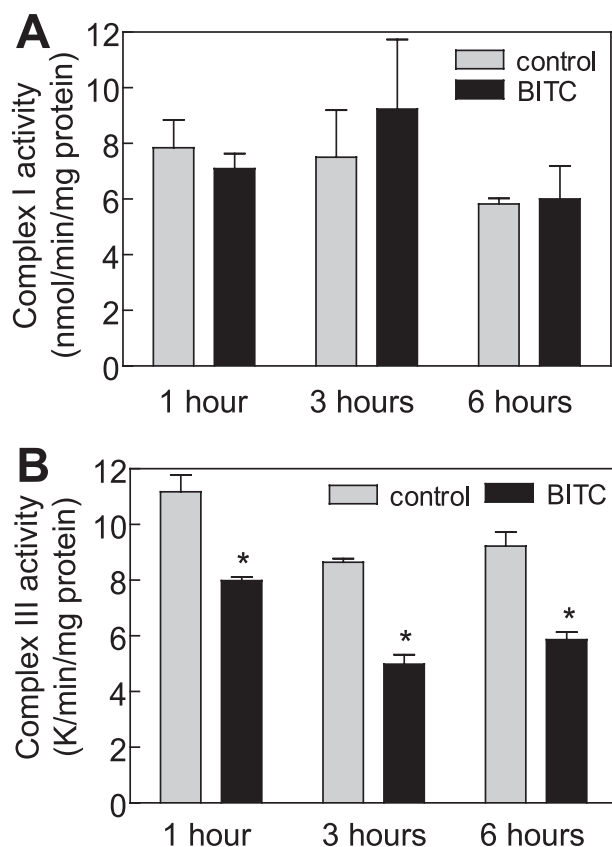 A
Complex I activity
(nmol/min/mg protein)
12
10
8
6
4
2
0
control
BITC
1 hour
3 hours
6 hours
B
Complex III activity
(K/min/mg protein)
12
10
8
6
4
2
0
control
BITC
*
*
*
1 hour
3 hours
6 hours